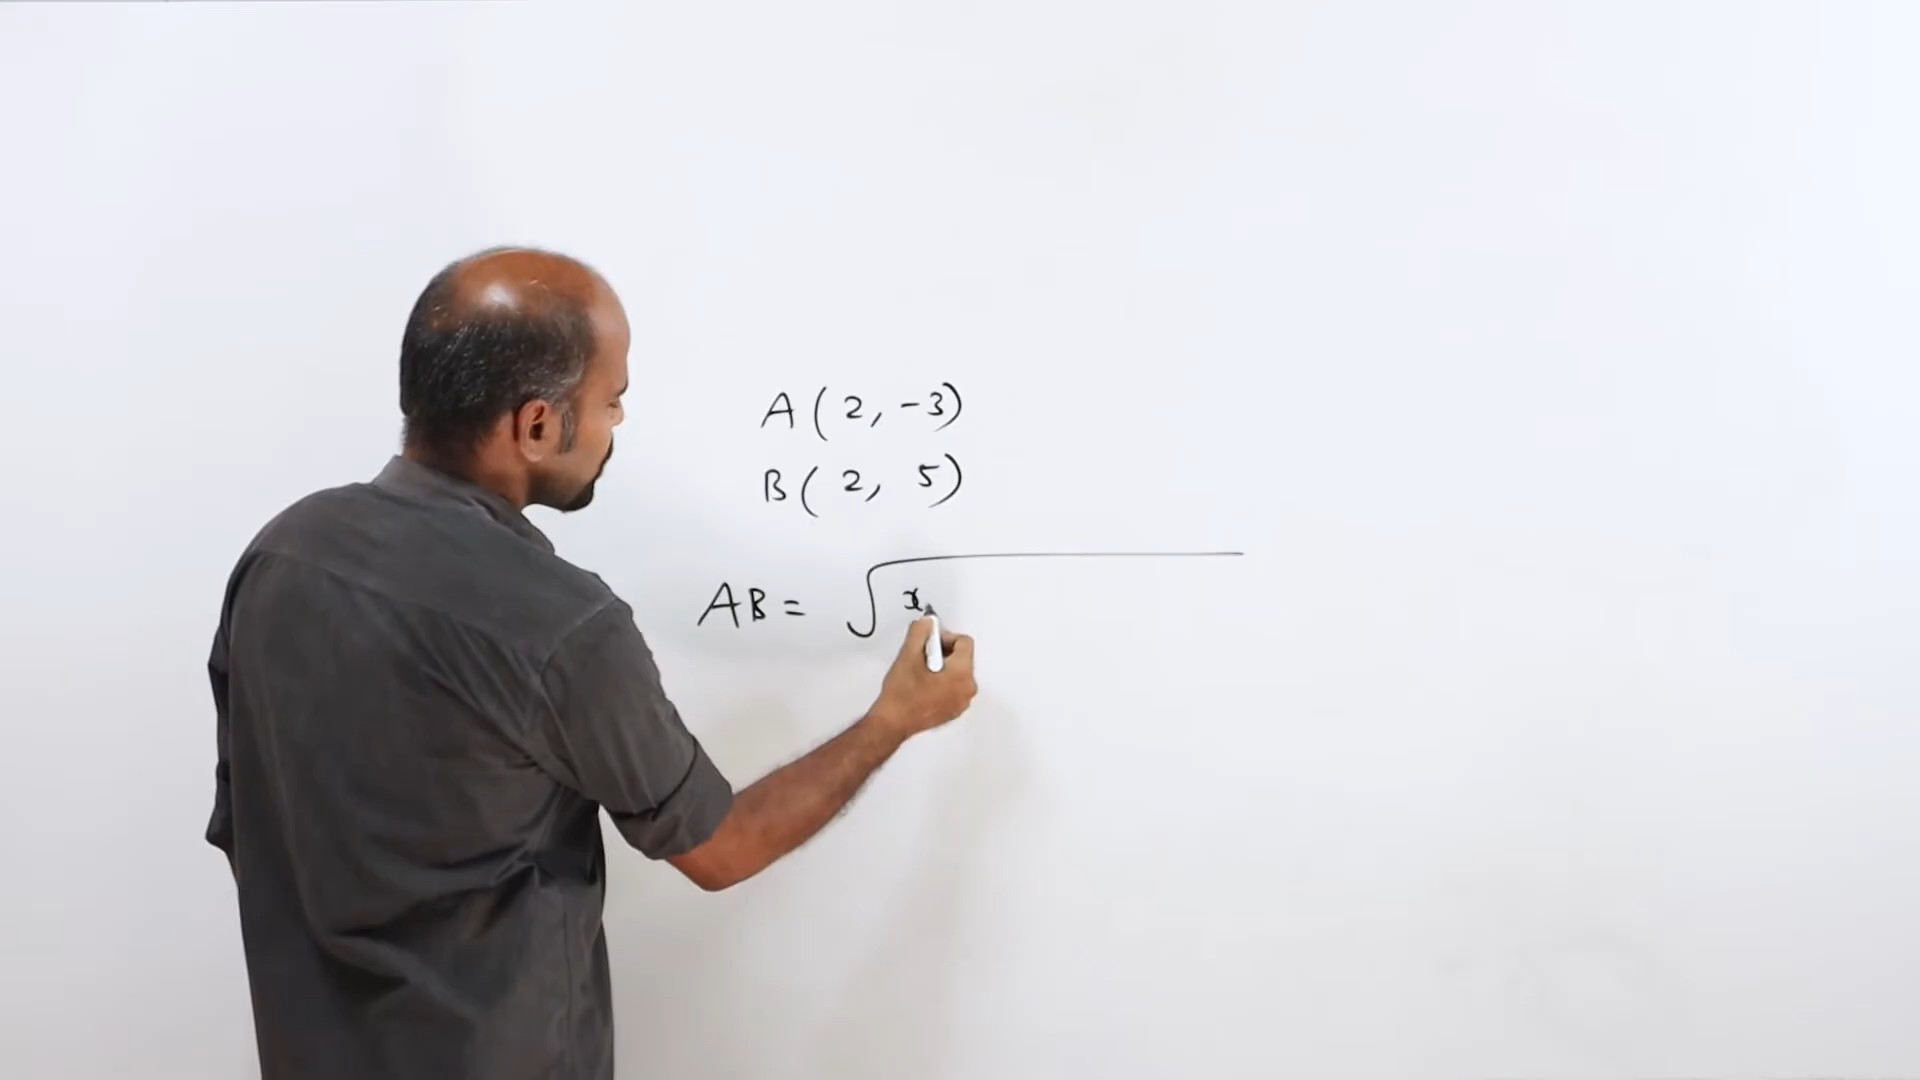 A ( 2, -3)
B ( 2, 5)
AB = √ x